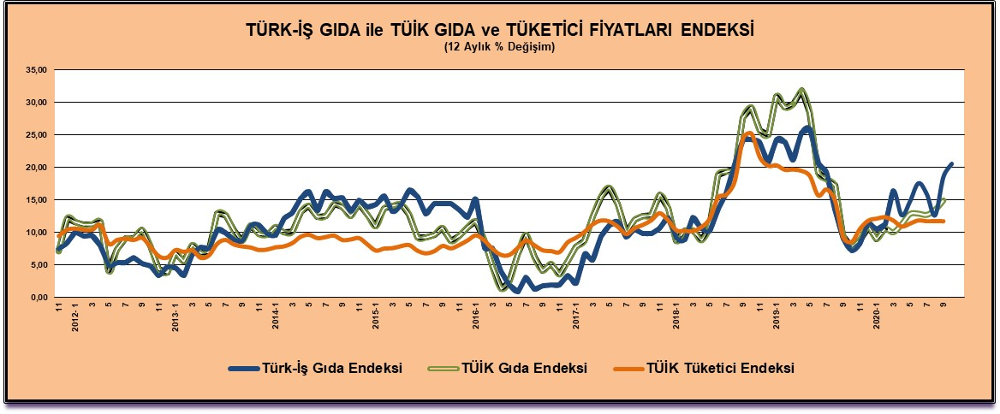 TÜRK-İŞ GIDA ile TÜİK GIDA ve TÜKETİCİ FİYATLARI ENDEKSİ
(12 Aylık % Değişim)
35,00
30,00
25,00
20,00
15,00
10,00
5,00
0,00
11 2012-1 3 5 7 9 11 2013-1 3 5 7 9 11 2014-1 3 5 7 9 11 2015-1 3 5 7 9 11 2016-1 3 5 7 9 11 2017-1 3 5 7 9 11 2018-1 3 5 7 9 11 2019-1 3 5 7 9 11 2020-1 3 5 7 9
Türk-İş Gıda Endeksi TÜİK Gıda Endeksi TÜİK Tüketici Endeksi